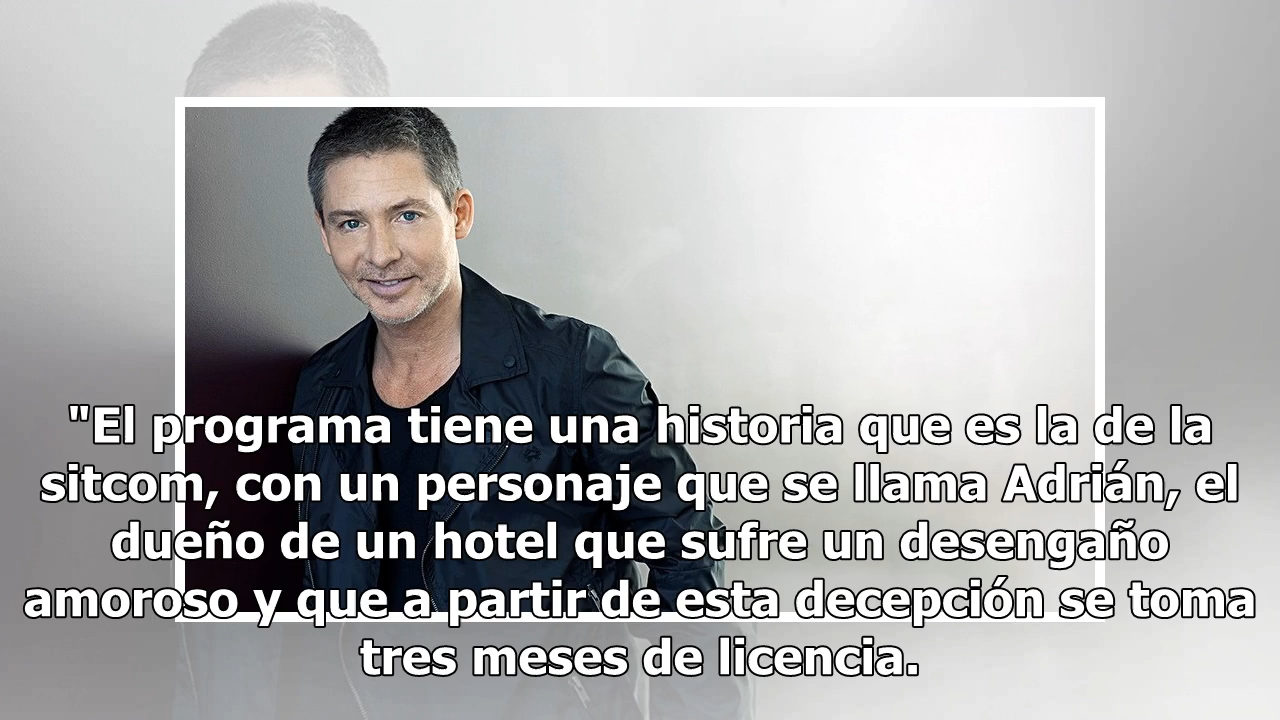 "El programa tiene una historia que es la de la
sitcom, con un personaje que se llama Adrián, el
dueño de un hotel que sufre un desengaño
amoroso y que a partir de esta decepción se toma
tres meses de licencia.